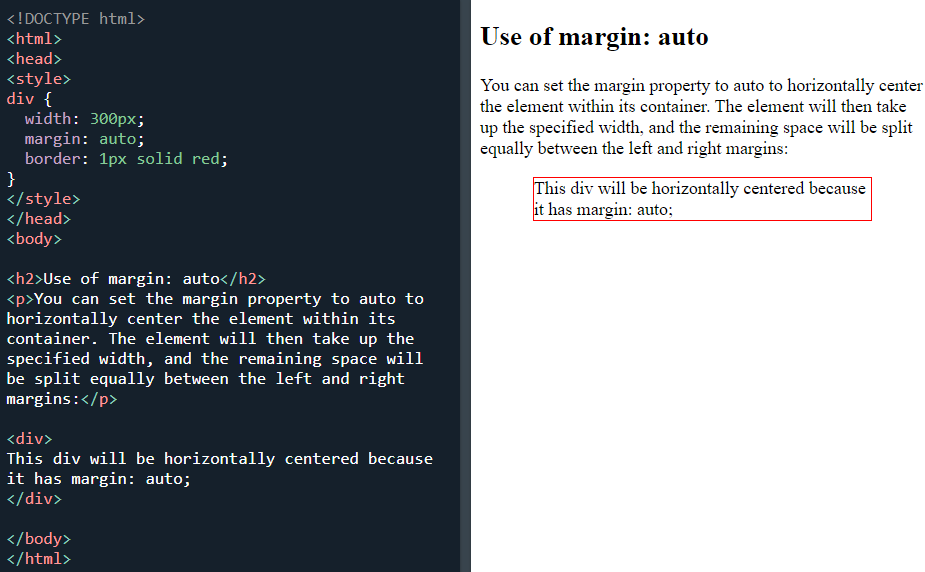 <!DOCTYPE html>
<html>
<head>
<style>
div {
  width: 300px;
  margin: auto;
  border: 1px solid red;
}
</style>
</head>
<body>

<h2>Use of margin: auto</h2>
<p>You can set the margin property to auto to
horizontally center the element within its
container. The element will then take up the
specified width, and the remaining space will
be split equally between the left and right
margins:</p>

<div>
This div will be horizontally centered because
it has margin: auto;
</div>

</body>
</html>

Use of margin: auto
You can set the margin property to auto to horizontally center
the element within its container. The element will then take
up the specified width, and the remaining space will be split
equally between the left and right margins:
This div will be horizontally centered because
it has margin: auto;